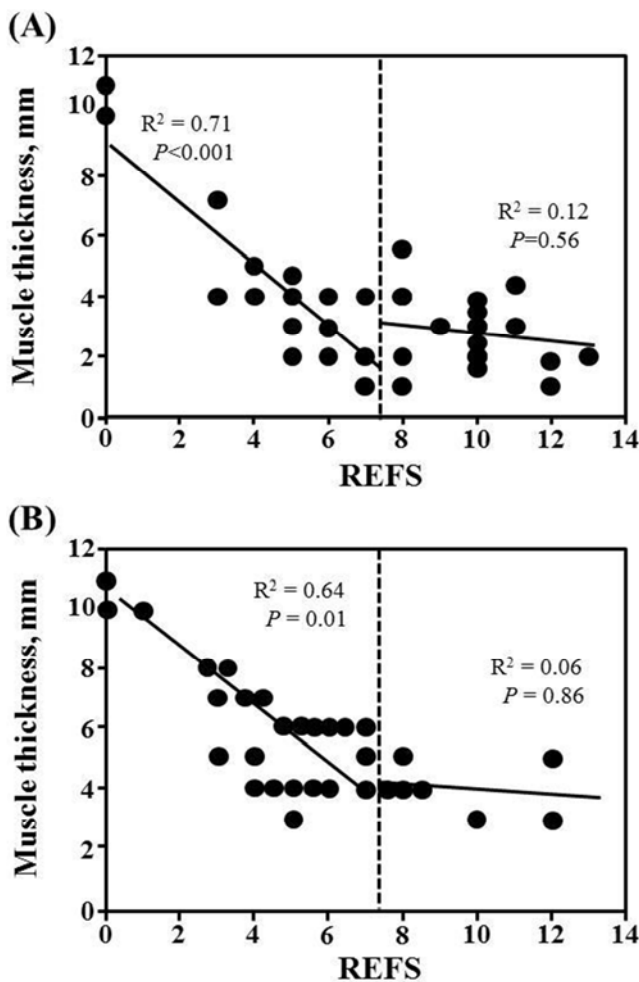 (A)
Muscle thickness, mm
12
10
8
6
4
2
0
R² = 0.71
P<0.001
R² = 0.12
P=0.56
0 2 4 6 8 10 12 14
REFS
(B)
Muscle thickness, mm
12
10
8
6
4
2
0
R² = 0.64
P = 0.01
R² = 0.06
P = 0.86
0 2 4 6 8 10 12 14
REFS